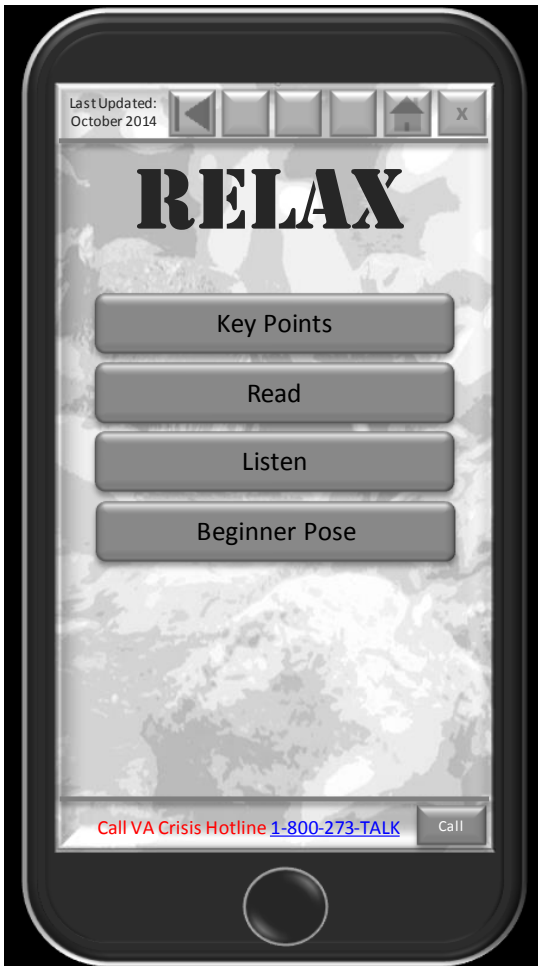 Last Updated:
October 2014
x
RELAX
Key Points
Read
Listen
Beginner Pose
Call VA Crisis Hotline 1-800-273-TALK
Call